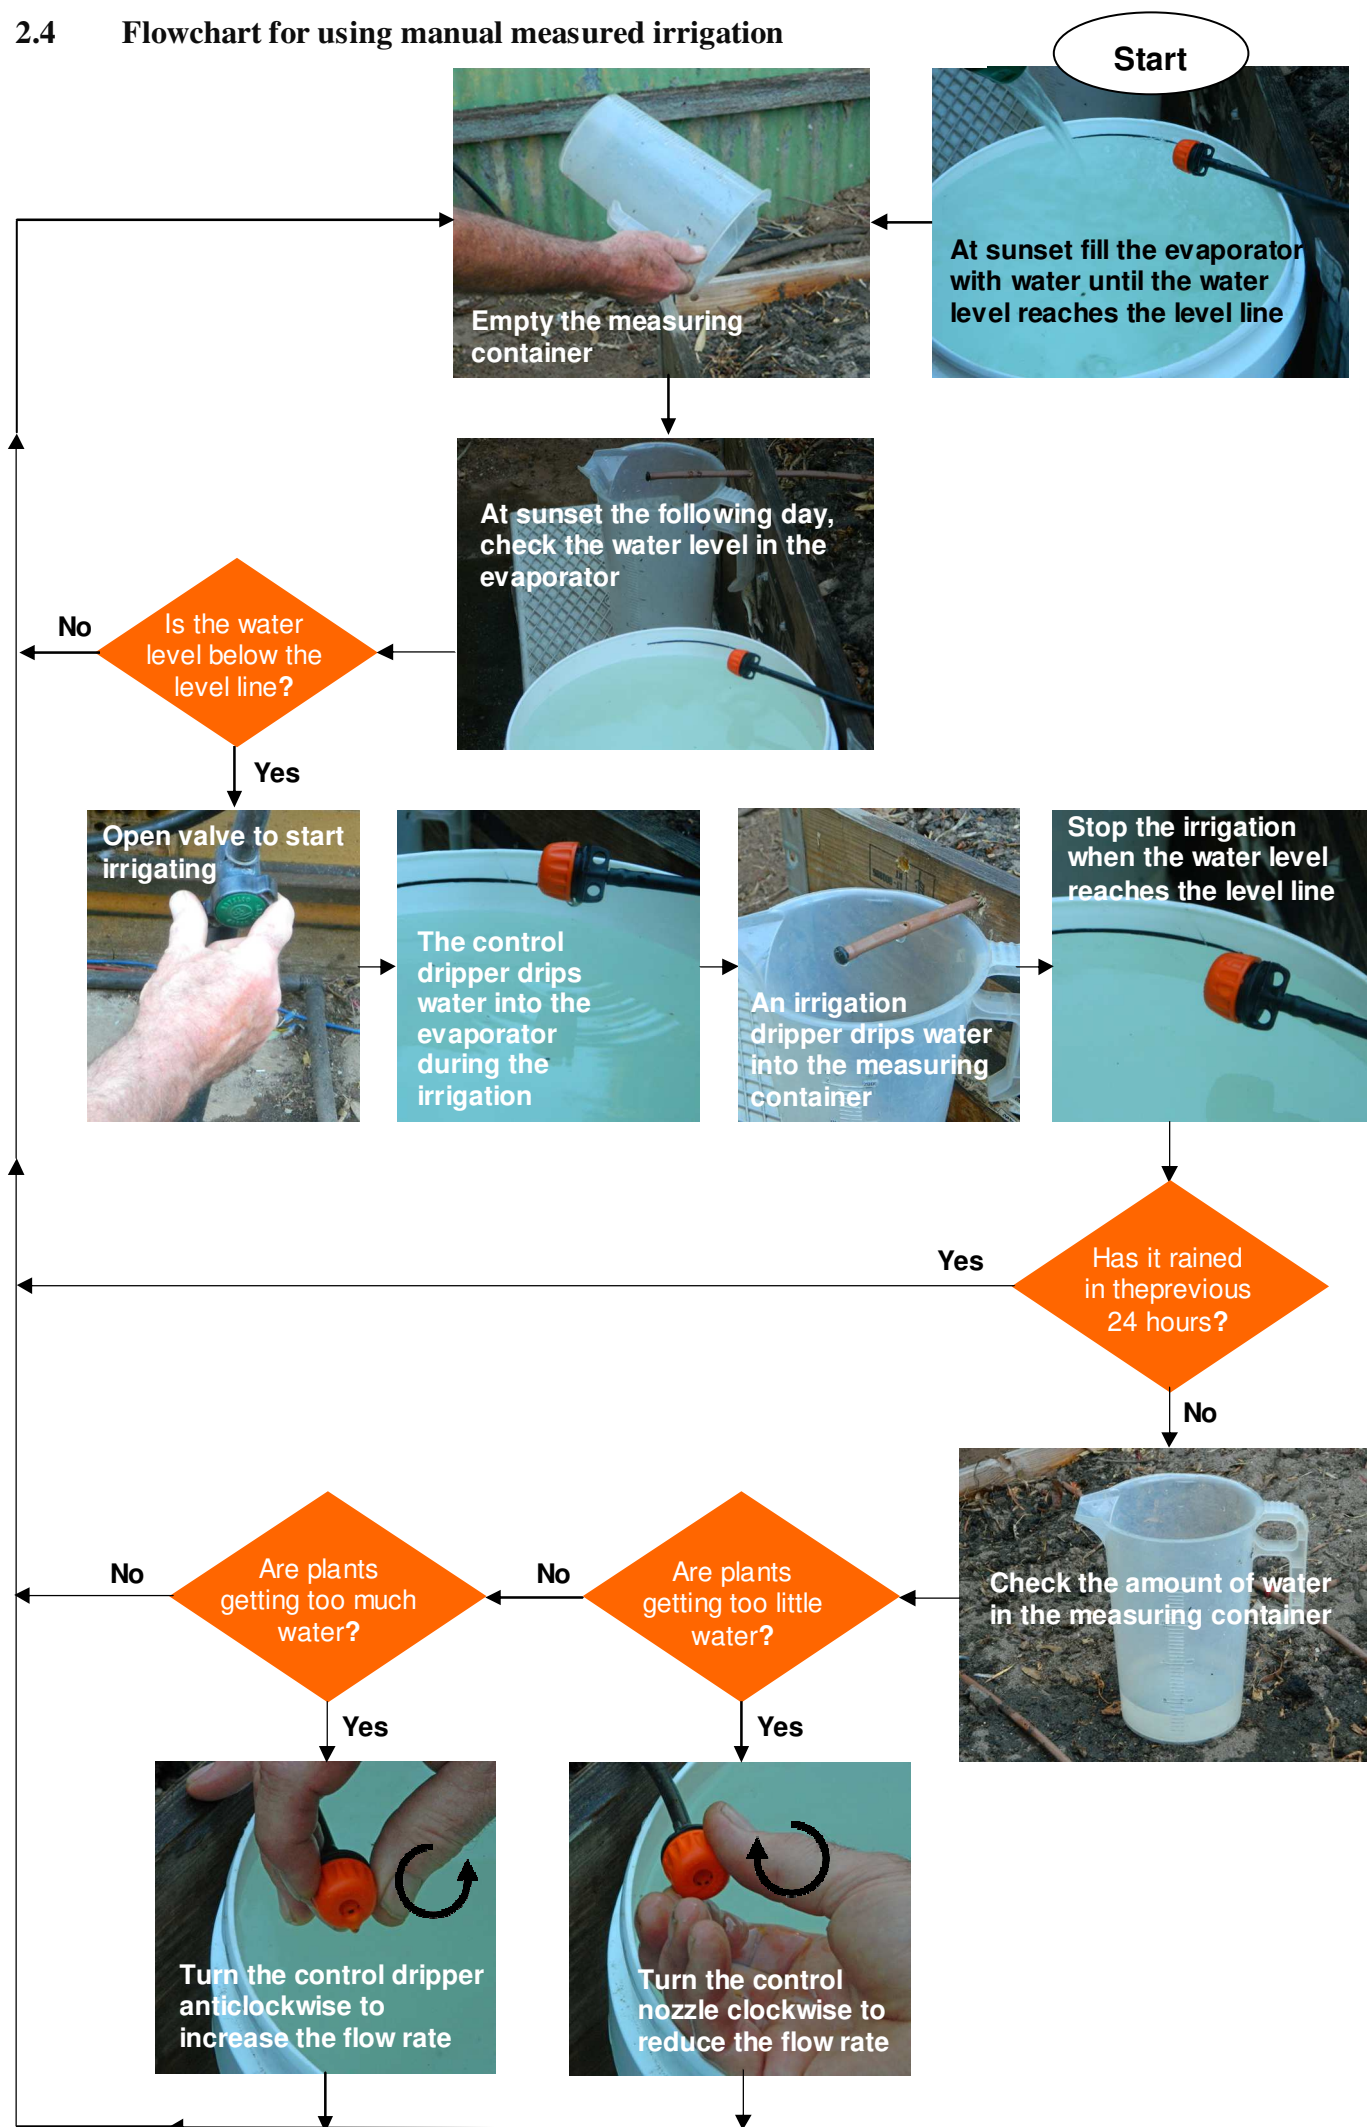 2.4 Flowchart for using manual measured irrigation
Start
At sunset fill the evaporator
with water until the water
level reaches the level line
Empty the measuring
container
At sunset the following day,
check the water level in the
evaporator
Is the water
level below the
level line?
No
Yes
Open valve to start
irrigating
The control
dripper drips
water into the
evaporator
during the
irrigation
An irrigation
dripper drips water
into the measuring
container
Stop the irrigation
when the water level
reaches the level line
Has it rained
in theprevious
24 hours?
Yes
No
Check the amount of water
in the measuring container
Are plants
getting too little
water?
No
Yes
Are plants
getting too much
water?
No
Yes
Turn the control dripper
anticlockwise to
increase the flow rate
Turn the control
nozzle clockwise to
reduce the flow rate